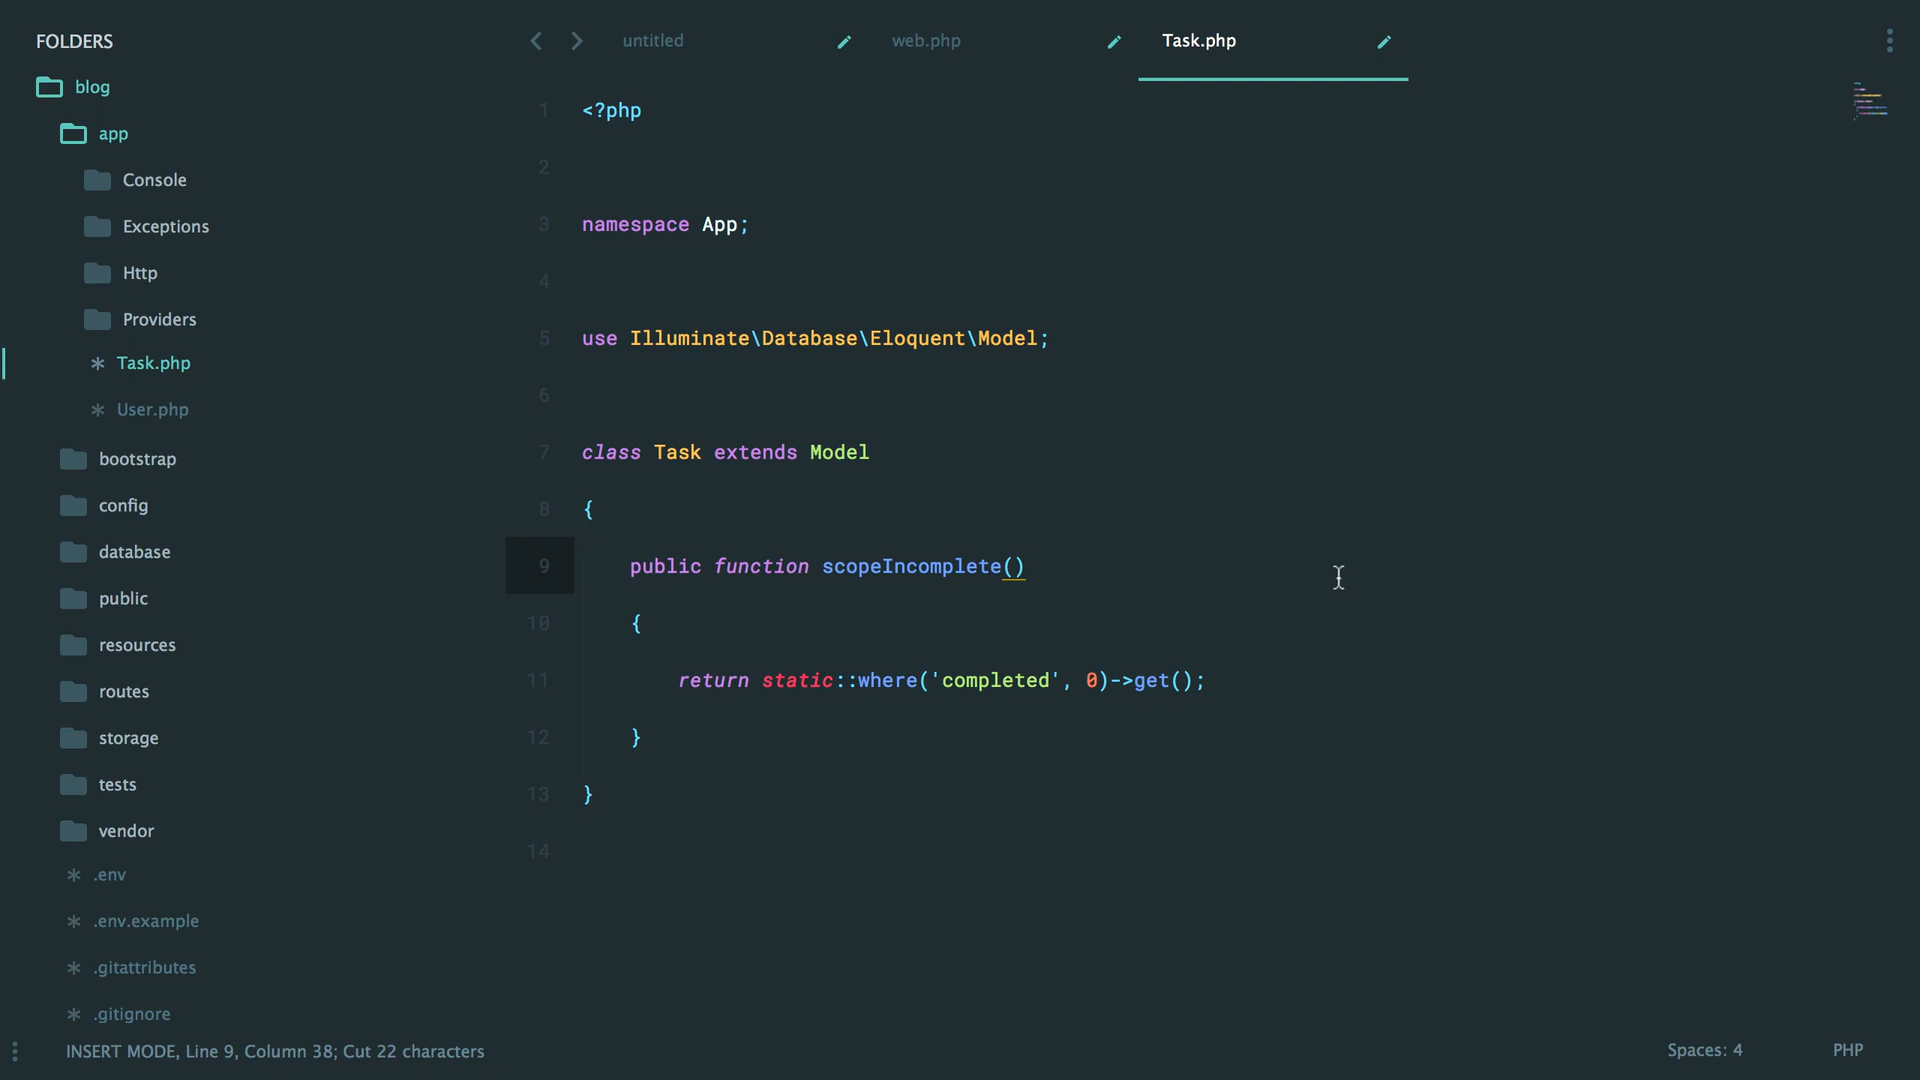 FOLDERS
blog
app
Console
Exceptions
Http
Providers
Task.php
User.php
bootstrap
config
database
public
resources
routes
storage
tests
vendor
.env
.env.example
.gitattributes
.gitignore
untitled
web.php
Task.php
1 <?php
2
3 namespace App;
4
5 use Illuminate\Database\Eloquent\Model;
6
7 class Task extends Model
8 {
9 public function scopeIncomplete()
10 {
11 return static::where('completed', 0)->get();
12 }
13 }
14
INSERT MODE, Line 9, Column 38; Cut 22 characters
Spaces: 4
PHP